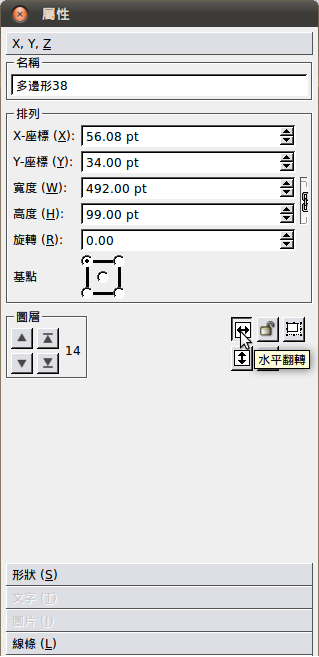 屬性
X, Y, Z
名稱
多邊形38
排列
X-座標 (X): 56.08 pt
Y-座標 (Y): 34.00 pt
寬度 (W): 492.00 pt
高度 (H): 99.00 pt
旋轉 (R): 0.00
基點
圖層
14
水平翻轉
形狀 (S)
文字 (T)
圖片 (I)
線條 (L)